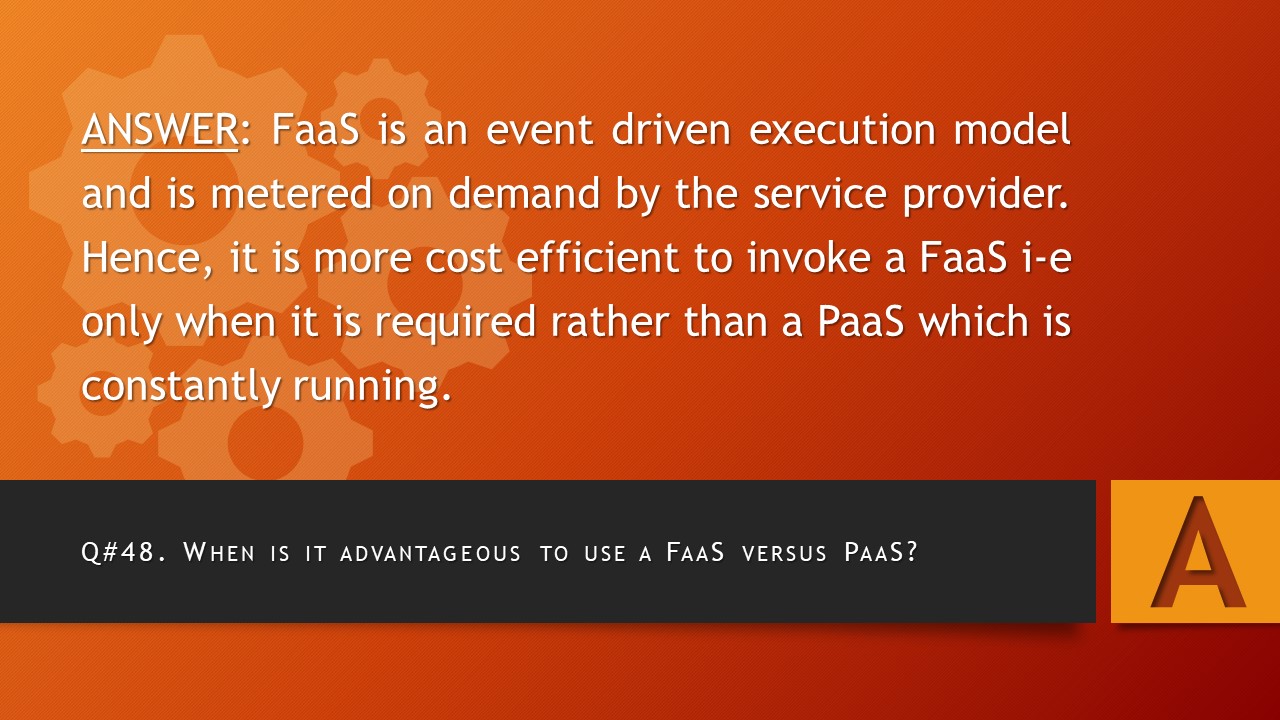 ANSWER: FaaS is an event driven execution model
and is metered on demand by the service provider.
Hence, it is more cost efficient to invoke a FaaS i-e
only when it is required rather than a PaaS which is
constantly running.
Q#48. When is it advantageous to use a FaaS versus PaaS?
A